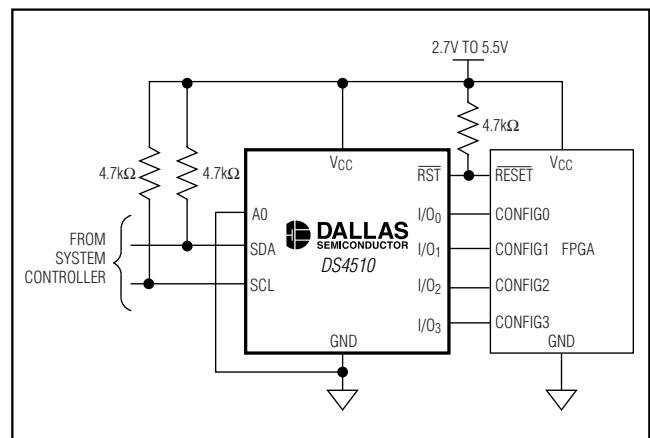 2.7V TO 5.5V
4.7kΩ
4.7kΩ
4.7kΩ
VCC
RST
RESET
VCC
A0
I/O0
CONFIG0
FROM
SYSTEM
CONTROLLER
SDA
DALLAS
SEMICONDUCTOR
DS4510
I/O1
CONFIG1
FPGA
SCL
I/O2
CONFIG2
I/O3
CONFIG3
GND
GND